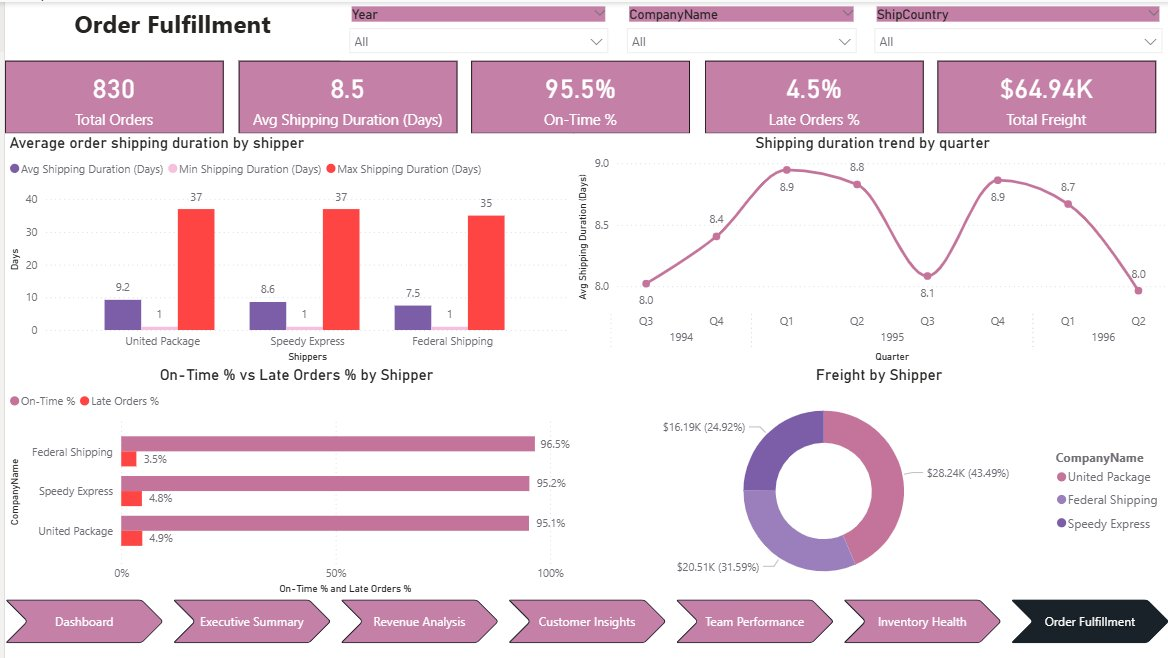 Order Fulfillment
Year
CompanyName
ShipCountry
All
All
All
830
Total Orders
8.5
Avg Shipping Duration (Days)
95.5%
On-Time %
4.5%
Late Orders %
$64.94K
Total Freight
Average order shipping duration by shipper
Avg Shipping Duration (Days) Min Shipping Duration (Days) Max Shipping Duration (Days)
Days
40
30
20
10
0
9.2
1
37
8.6
1
37
7.5
1
35
United Package
Speedy Express
Federal Shipping
Shippers
Shipping duration trend by quarter
Avg Shipping Duration (Days)
9.0
8.5
8.0
8.0
8.4
8.9
8.8
8.1
8.9
8.7
8.0
Q3 Q4 Q1 Q2 Q3 Q4 Q1 Q2
1994 1995 1996
Quarter
On-Time % vs Late Orders % by Shipper
On-Time % Late Orders %
CompanyName
Federal Shipping
96.5%
3.5%
Speedy Express
95.2%
4.8%
United Package
95.1%
4.9%
0% 50% 100%
On-Time % and Late Orders %
Freight by Shipper
$16.19K (24.92%)
$28.24K (43.49%)
$20.51K (31.59%)
CompanyName
United Package
Federal Shipping
Speedy Express
Dashboard
Executive Summary
Revenue Analysis
Customer Insights
Team Performance
Inventory Health
Order Fulfillment